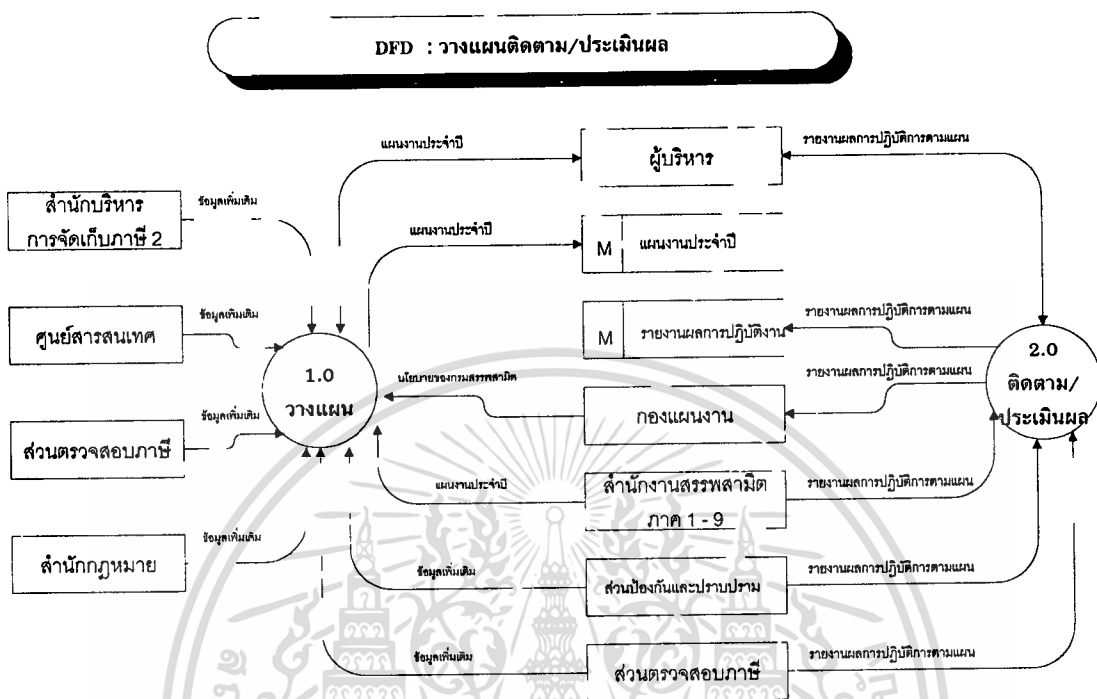 DFD : วางแผนติดตาม/ประเมินผล
แผนงานประจำปี
ผู้บริหาร
รายงานผลการปฏิบัติการตามแผน
สำนักบริหาร
การจัดเก็บภาษี 2
ข้อมูลเพิ่มเติม
แผนงานประจำปี
M
แผนงานประจำปี
ศูนย์สารสนเทศ
ข้อมูลเพิ่มเติม
M
รายงานผลการปฏิบัติงาน
รายงานผลการปฏิบัติการตามแผน
1.0
วางแผน
นโยบายของกรมสรรพสามิต
กองแผนงาน
รายงานผลการปฏิบัติการตามแผน
2.0
ติดตาม/
ประเมินผล
ส่วนตรวจสอบภาษี
ข้อมูลเพิ่มเติม
แผนงานประจำปี
สำนักงานสรรพสามิต
ภาค 1 - 9
รายงานผลการปฏิบัติการตามแผน
สำนักกฎหมาย
ข้อมูลเพิ่มเติม
ข้อมูลเพิ่มเติม
ส่วนป้องกันและปราบปราม
รายงานผลการปฏิบัติการตามแผน
ข้อมูลเพิ่มเติม
ส่วนตรวจสอบภาษี
รายงานผลการปฏิบัติการตามแผน